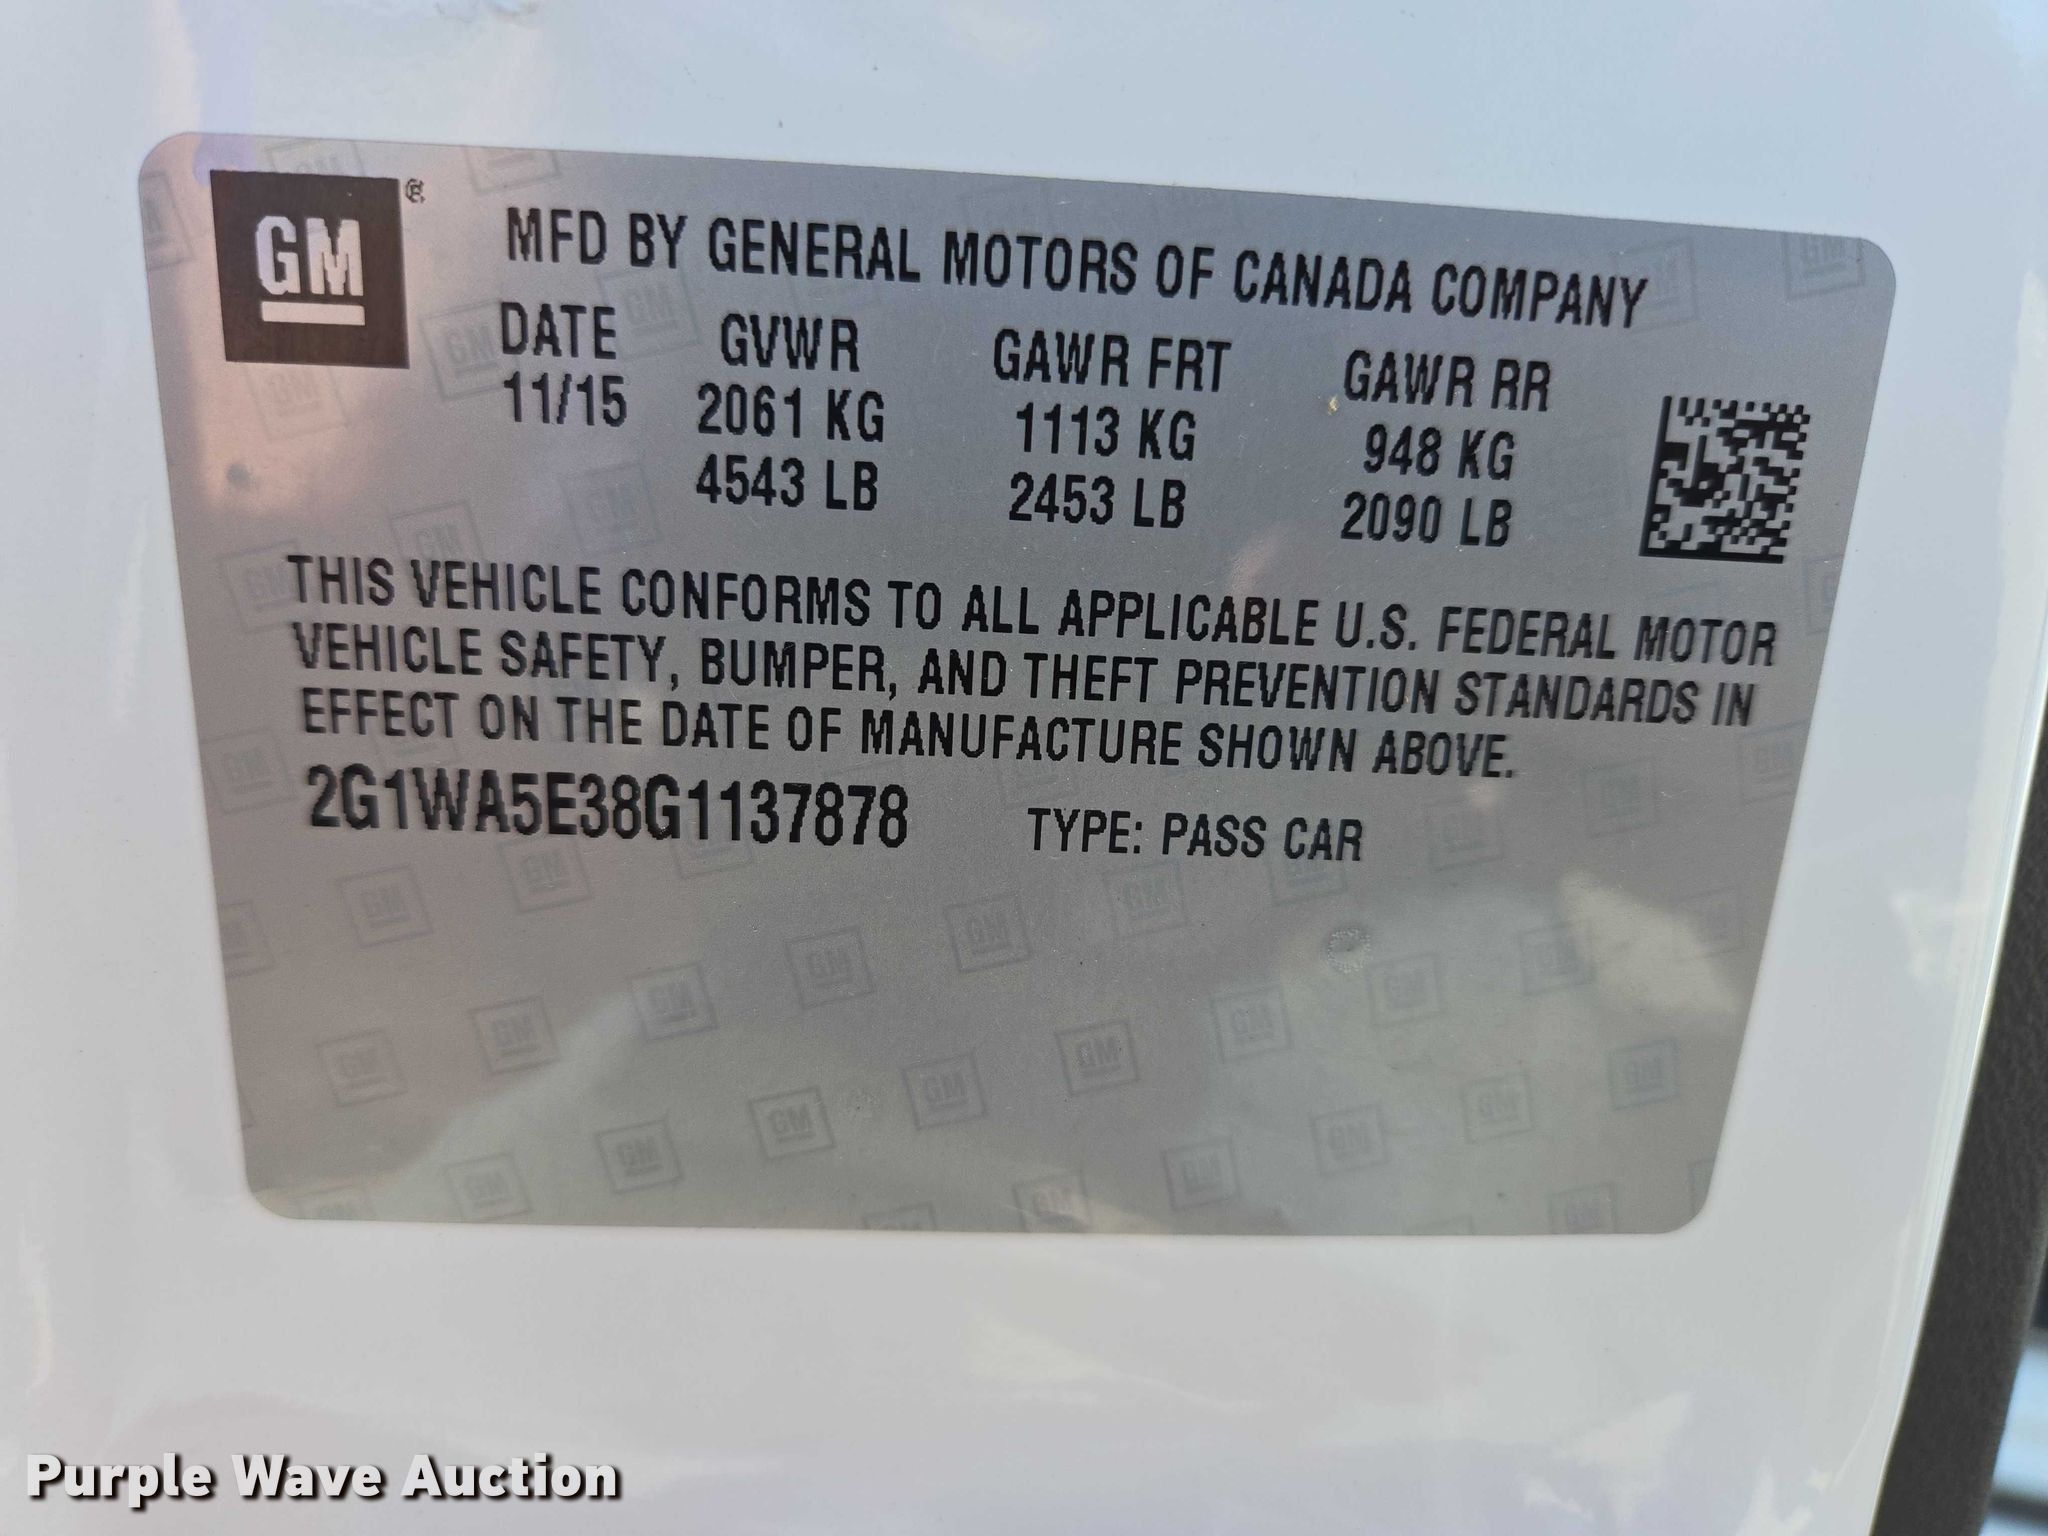 GM ®
MFD BY GENERAL MOTORS OF CANADA COMPANY
DATE GVWR GAWR FRT GAWR RR
11/15 2061 KG 1113 KG 948 KG
4543 LB 2453 LB 2090 LB
THIS VEHICLE CONFORMS TO ALL APPLICABLE U.S. FEDERAL MOTOR
VEHICLE SAFETY, BUMPER, AND THEFT PREVENTION STANDARDS IN
EFFECT ON THE DATE OF MANUFACTURE SHOWN ABOVE.
2G1WA5E38G1137878 TYPE: PASS CAR
Purple Wave Auction